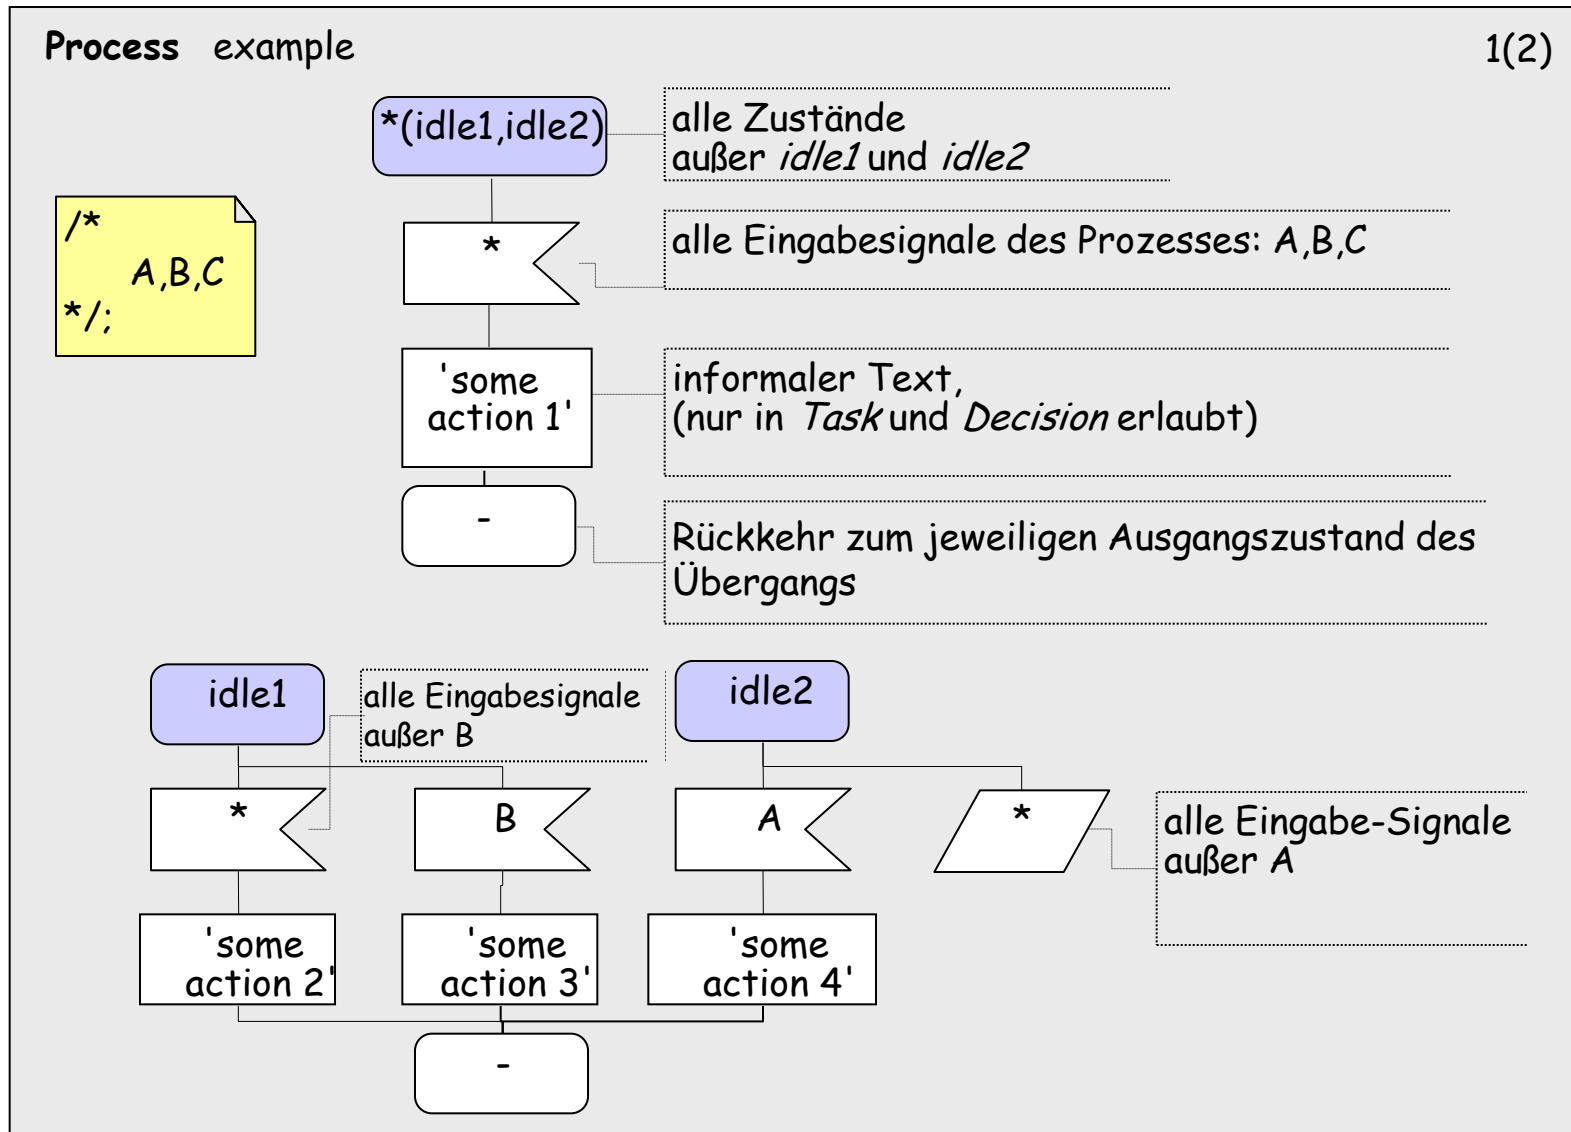 Process example
1(2)
*(idle1,idle2)
alle Zustände
außer idle1 und idle2
/*
A,B,C
*/;
*
alle Eingabesignale des Prozesses: A,B,C
'some
action 1'
informaler Text,
(nur in Task und Decision erlaubt)
-
Rückkehr zum jeweiligen Ausgangszustand des
Übergangs
idle1
alle Eingabesignale
außer B
idle2
*
B
A
*
alle Eingabe-Signale
außer A
'some
action 2'
'some
action 3'
'some
action 4'
-